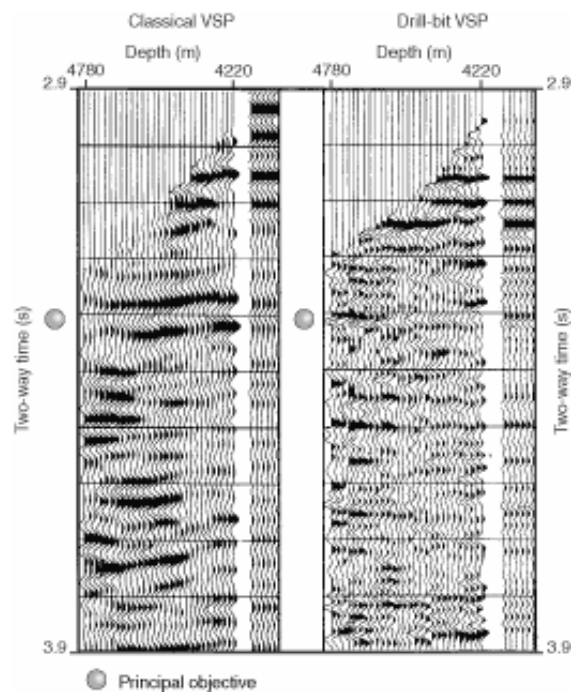 Classical VSP
Drill-bit VSP
Depth (m)
Depth (m)
4780
4220
4780
4220
2.9
2.9
Two-way time (s)
Two-way time (s)
3.9
3.9
Principal objective